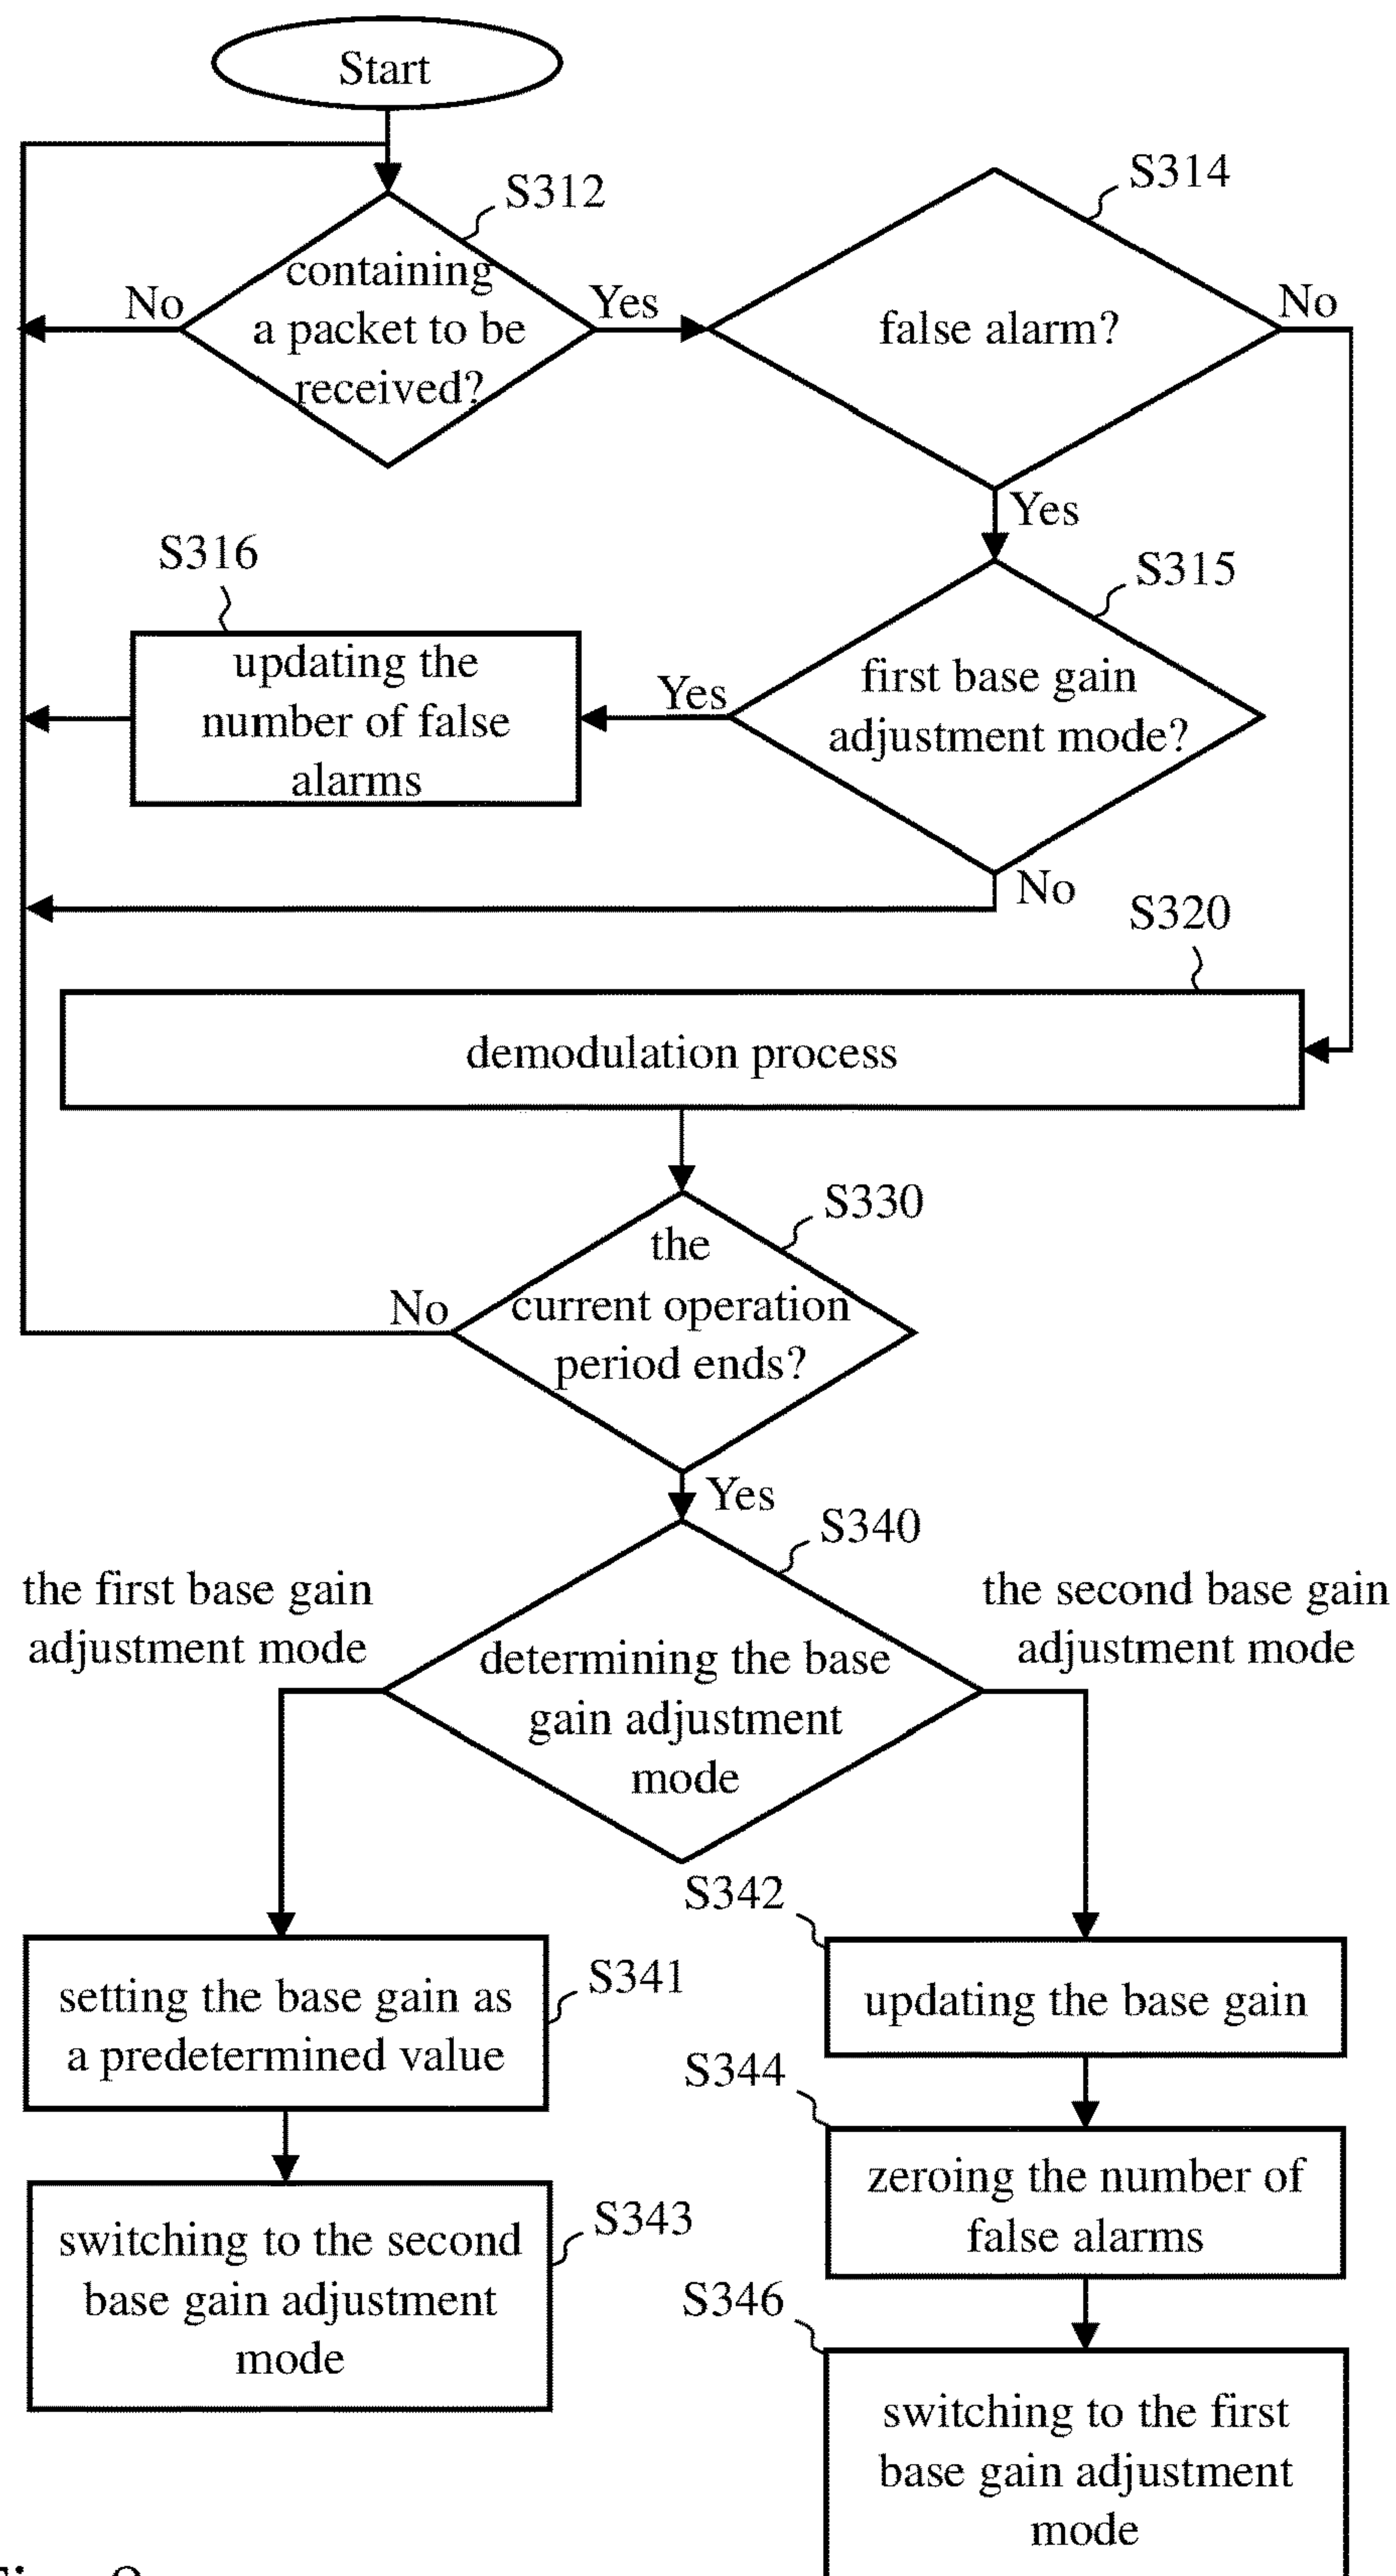 Start
S312
containing
a packet to be
received?
No
Yes
S314
false alarm?
No
Yes
S315
first base gain
adjustment mode?
Yes
No
S316
updating the
number of false
alarms
S320
demodulation process
S330
the
current operation
period ends?
No
Yes
S340
determining the base
gain adjustment
mode
the first base gain
adjustment mode
the second base gain
adjustment mode
S341
setting the base gain as
a predetermined value
S343
switching to the second
base gain adjustment
mode
S342
updating the base gain
S344
zeroing the number of
false alarms
S346
switching to the first
base gain adjustment
mode